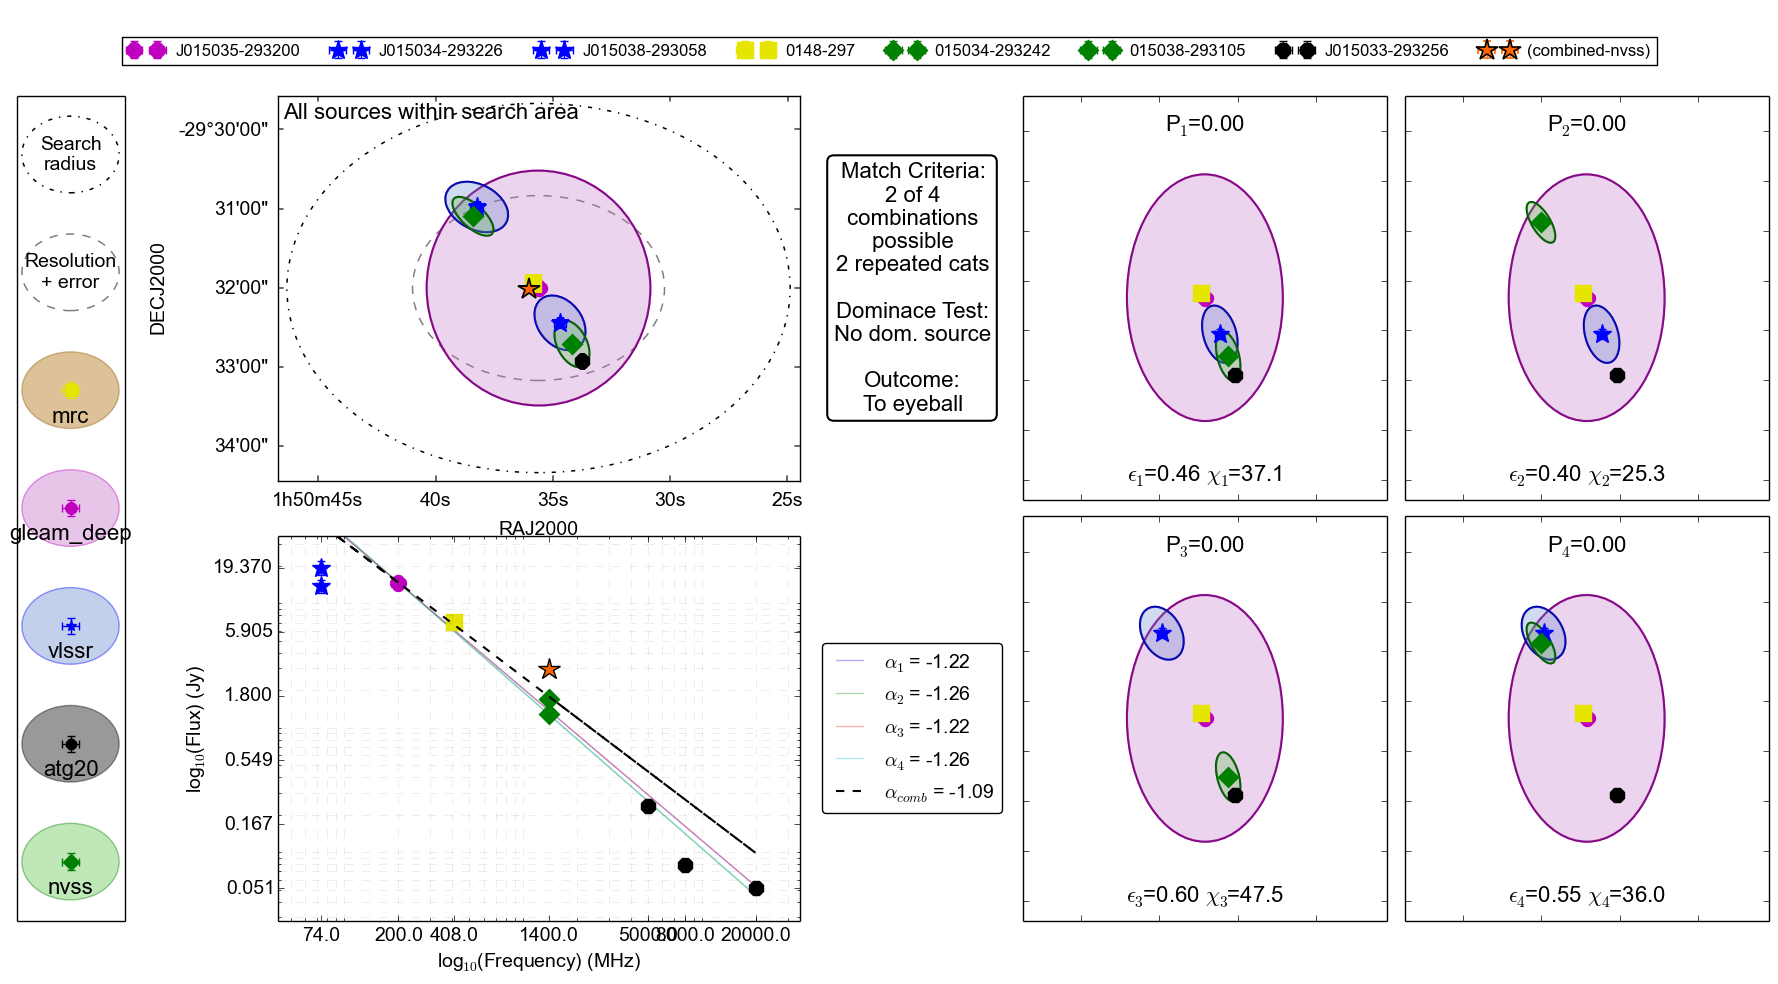 J015035-293200 J015034-293226 J015038-293058 0148-297 015034-293242 015038-293105 J015033-293256 (combined-nvss)
Search
radius
Resolution
+ error
mrc
gleam_deep
vlssr
atg20
nvss
All sources within search area
-29°30'00"
31'00"
32'00"
33'00"
34'00"
DECJ2000
1h50m45s 40s 35s 30s 25s
RAJ2000
Match Criteria:
2 of 4
combinations
possible
2 repeated cats
Dominace Test:
No dom. source
Outcome:
To eyeball
P1=0.00
ϵ1=0.46 χ1=37.1
P2=0.00
ϵ2=0.40 χ2=25.3
19.370
5.905
1.800
0.549
0.167
0.051
log10(Flux) (Jy)
74.0 200.0 408.0 1400.0 5000.0 8000.0 20000.0
log10(Frequency) (MHz)
α1 = -1.22
α2 = -1.26
α3 = -1.22
α4 = -1.26
αcomb = -1.09
P3=0.00
ϵ3=0.60 χ3=47.5
P4=0.00
ϵ4=0.55 χ4=36.0